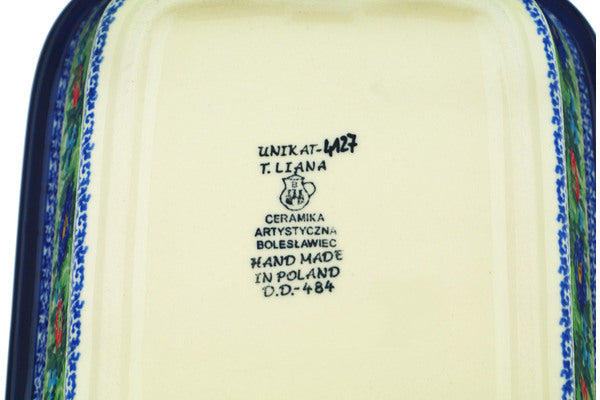 UNIKAT-4127
T. LIANA
CERAMIKA
ARTYSTYCZNA
BOLESŁAWIEC
HAND MADE
IN POLAND
D.D.-484